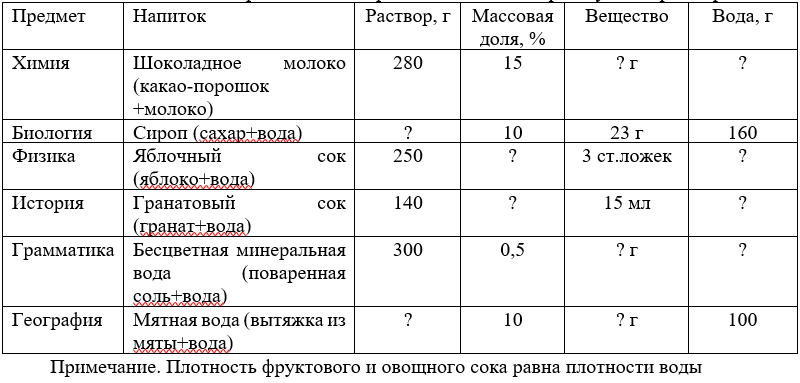 Предмет Напиток Раствор, г Массовая доля, % Вещество Вода, г
Химия Шоколадное молоко (какао-порошок +молоко) 280 15 ? г ?
Биология Сироп (сахар+вода) ? 10 23 г 160
Физика Яблочный сок (яблоко+вода) 250 ? 3 ст.ложек ?
История Гранатовый сок (гранат+вода) 140 ? 15 мл ?
Грамматика Бесцветная минеральная вода (поваренная соль+вода) 300 0,5 ? г ?
География Мятная вода (вытяжка из мяты+вода) ? 10 ? г 100
Примечание. Плотность фруктового и овощного сока равна плотности воды